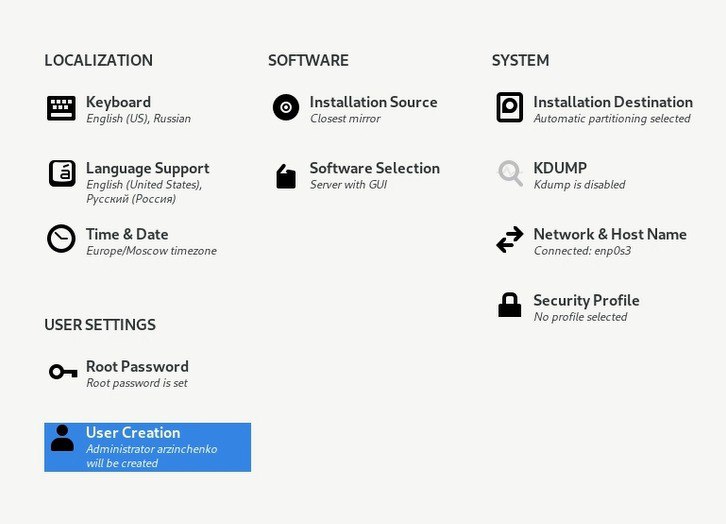 LOCALIZATION
Keyboard
English (US), Russian
Language Support
English (United States),
Русский (Россия)
Time & Date
Europe/Moscow timezone
USER SETTINGS
Root Password
Root password is set
User Creation
Administrator arzinchenko
will be created
SOFTWARE
Installation Source
Closest mirror
Software Selection
Server with GUI
SYSTEM
Installation Destination
Automatic partitioning selected
KDUMP
Kdump is disabled
Network & Host Name
Connected: enp0s3
Security Profile
No profile selected